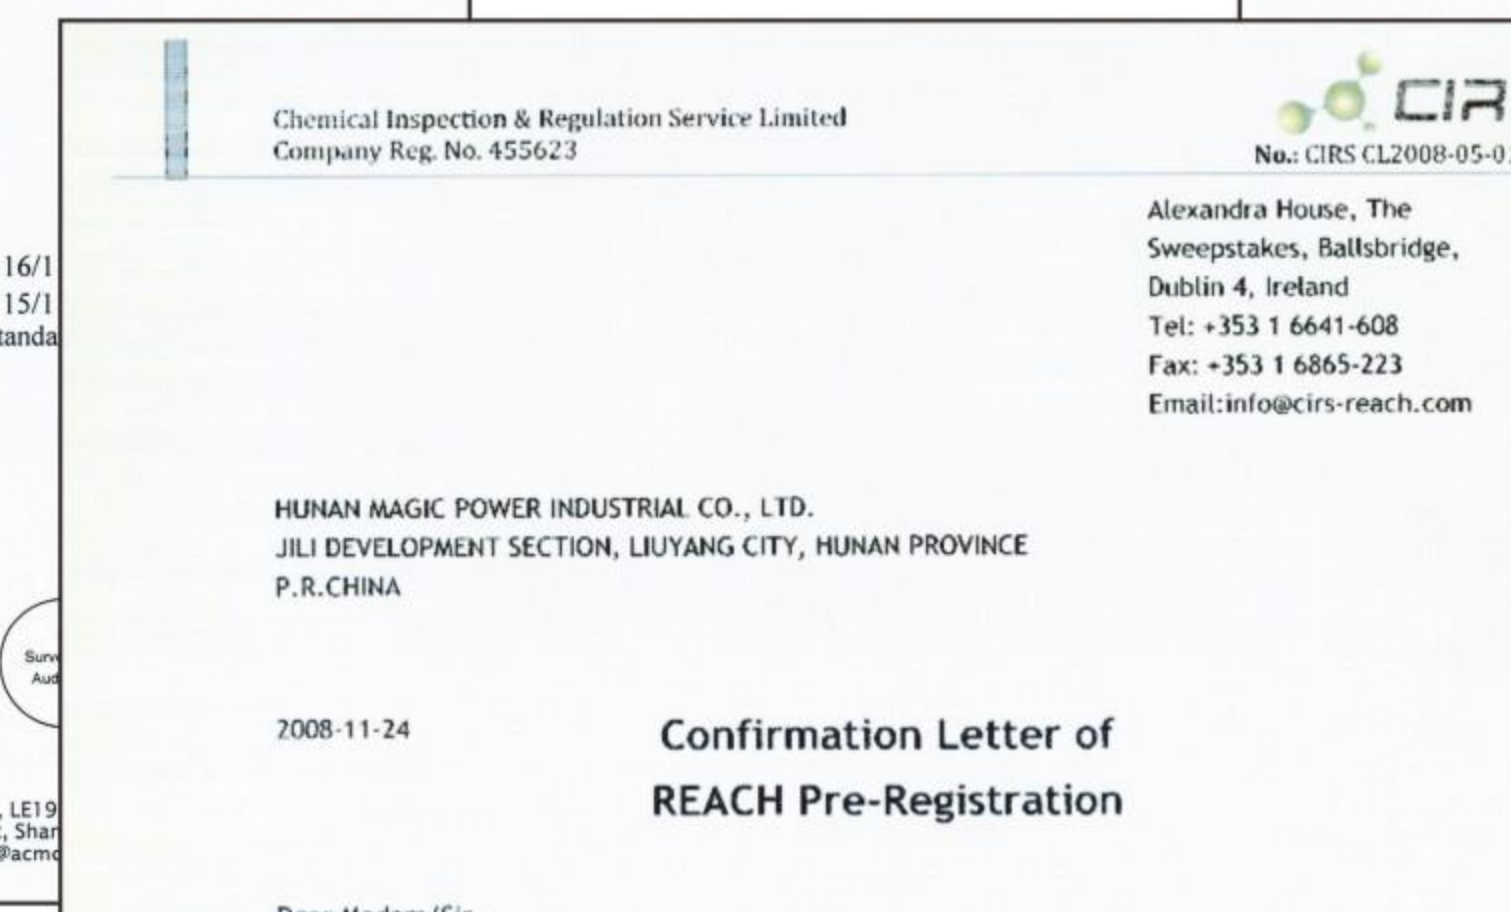 Chemical Inspection & Regulation Service Limited
Company Reg. No. 455623
CIR
No.: CIRS CL2008-05-0
Alexandra House, The
Sweepstakes, Ballsbridge,
Dublin 4, Ireland
Tel: +353 1 6641-608
Fax: +353 1 6865-223
Email:info@cirs-reach.com
16/1
15/1
tanda
HUNAN MAGIC POWER INDUSTRIAL CO., LTD.
JILI DEVELOPMENT SECTION, LIUYANG CITY, HUNAN PROVINCE
P.R.CHINA
Surv
Aud
2008-11-24
Confirmation Letter of
REACH Pre-Registration
, LE19
, Shar
@acmc